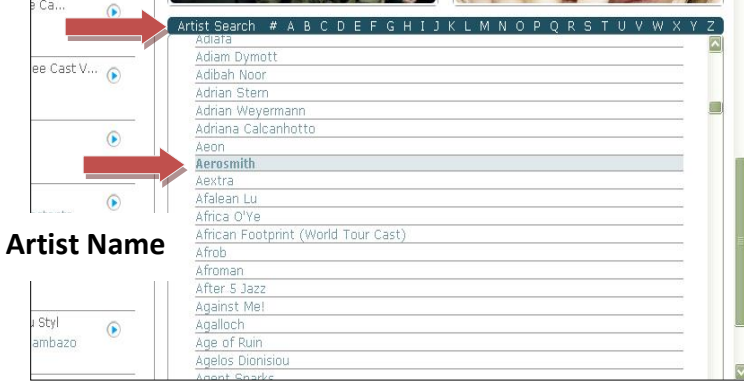 e Ca...
Artist Search # A B C D E F G H I J K L M N O P Q R S T U V W X Y Z
Adiafa
Adiam Dymott
ee Cast V...
Adibah Noor
Adrian Stern
Adrian Weyermann
Adriana Calcanhotto
Aeon
Aerosmith
Aextra
Afalean Lu
Africa O'Ye
African Footprint (World Tour Cast)
Artist Name
Afrob
Afroman
After 5 Jazz
Against Me!
u Styl
Agalloch
ambazo
Age of Ruin
Agelos Dionisiou
Agent Sparks